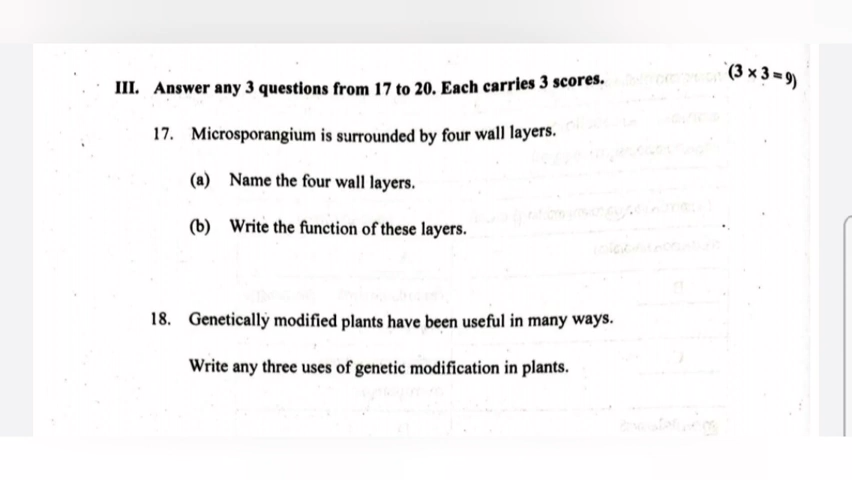 III. Answer any 3 questions from 17 to 20. Each carries 3 scores. (3 × 3 = 9)
17. Microsporangium is surrounded by four wall layers.
(a) Name the four wall layers.
(b) Write the function of these layers.
18. Genetically modified plants have been useful in many ways.
Write any three uses of genetic modification in plants.